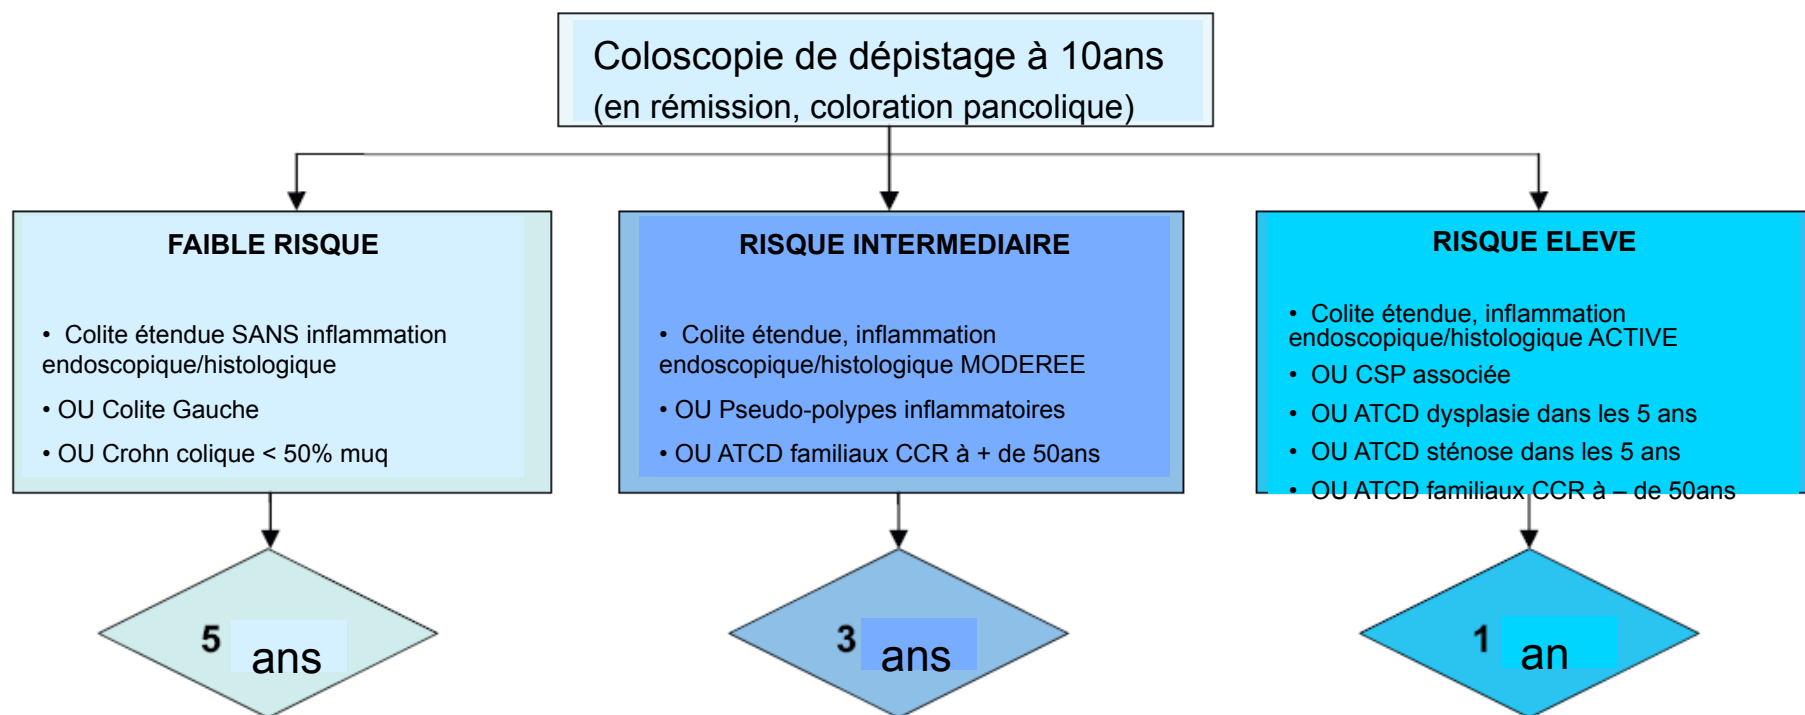 Coloscopie de dépistage à 10ans
(en rémission, coloration pancolique)
FAIBLE RISQUE
• Colite étendue SANS inflammation
endoscopique/histologique
• OU Colite Gauche
• OU Crohn colique < 50% muq
5 ans
RISQUE INTERMEDIAIRE
• Colite étendue, inflammation
endoscopique/histologique MODEREE
• OU Pseudo-polypes inflammatoires
• OU ATCD familiaux CCR à + de 50ans
3 ans
RISQUE ELEVE
• Colite étendue, inflammation
endoscopique/histologique ACTIVE
• OU CSP associée
• OU ATCD dysplasie dans les 5 ans
• OU ATCD sténose dans les 5 ans
• OU ATCD familiaux CCR à – de 50ans
1 an